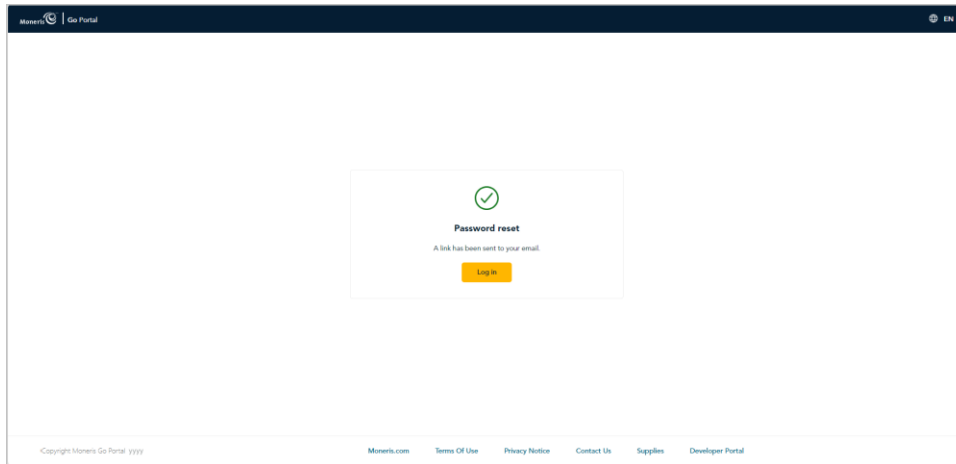 Moneris Go Portal
EN
Password reset
A link has been sent to your email.
Log in
Copyright Moneris Go Portal yyyy
Moneris.com Terms Of Use Privacy Notice Contact Us Supplies Developer Portal